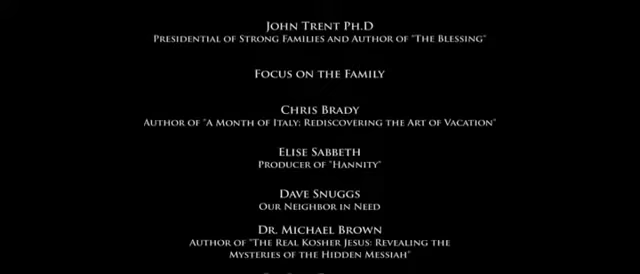 JOHN TRENT PH.D
PRESIDENTIAL OF STRONG FAMILIES AND AUTHOR OF "THE BLESSING"
FOCUS ON THE FAMILY
CHRIS BRADY
AUTHOR OF "A MONTH OF ITALY: REDISCOVERING THE ART OF VACATION"
ELISE SABBETH
PRODUCER OF "HANNITY"
DAVE SNUGGS
OUR NEIGHBOR IN NEED
DR. MICHAEL BROWN
AUTHOR OF "THE REAL KOSHER JESUS: REVEALING THE
MYSTERIES OF THE HIDDEN MESSIAH"